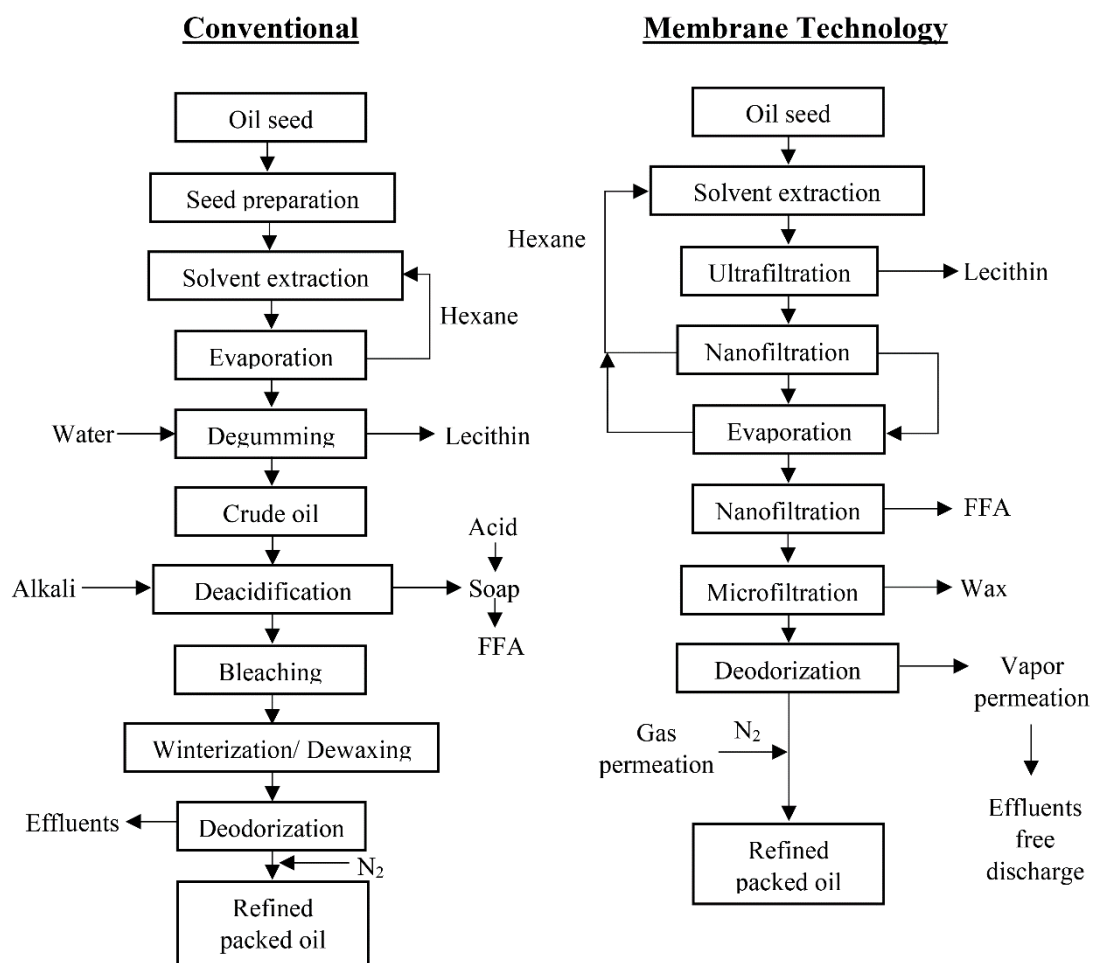 Conventional
Oil seed
Seed preparation
Solvent extraction
Hexane
Evaporation
Water
Degumming
Lecithin
Crude oil
Acid
Alkali
Deacidification
Soap
FFA
Bleaching
Winterization/ Dewaxing
Effluents
Deodorization
N₂
Refined
packed oil
Membrane Technology
Oil seed
Solvent extraction
Hexane
Ultrafiltration
Lecithin
Nanofiltration
Evaporation
Nanofiltration
FFA
Microfiltration
Wax
Deodorization
Vapor
permeation
Gas
permeation
N₂
Effluents
free
discharge
Refined
packed oil